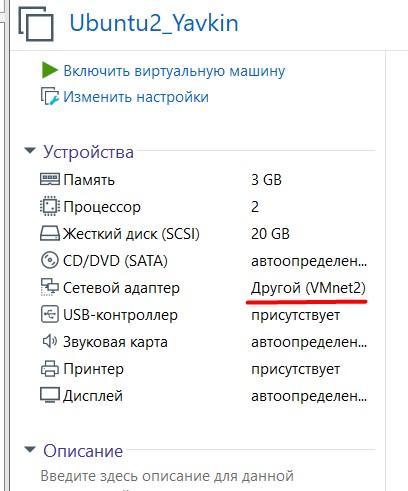 Ubuntu2_Yavkin
Включить виртуальную машину
Изменить настройки
Устройства
Память 3 GB
Процессор 2
Жесткий диск (SCSI) 20 GB
CD/DVD (SATA) автоопределен...
Сетевой адаптер Другой (VMnet2)
USB-контроллер присутствует
Звуковая карта автоопределен...
Принтер присутствует
Дисплей автоопределен...
Описание
Введите здесь описание для данной